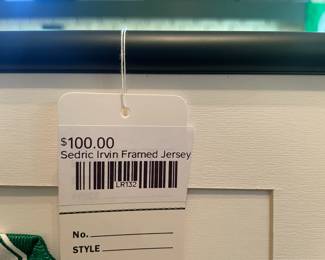 $100.00
Sedric Irvin Framed Jersey
LR132
No.
STYLE